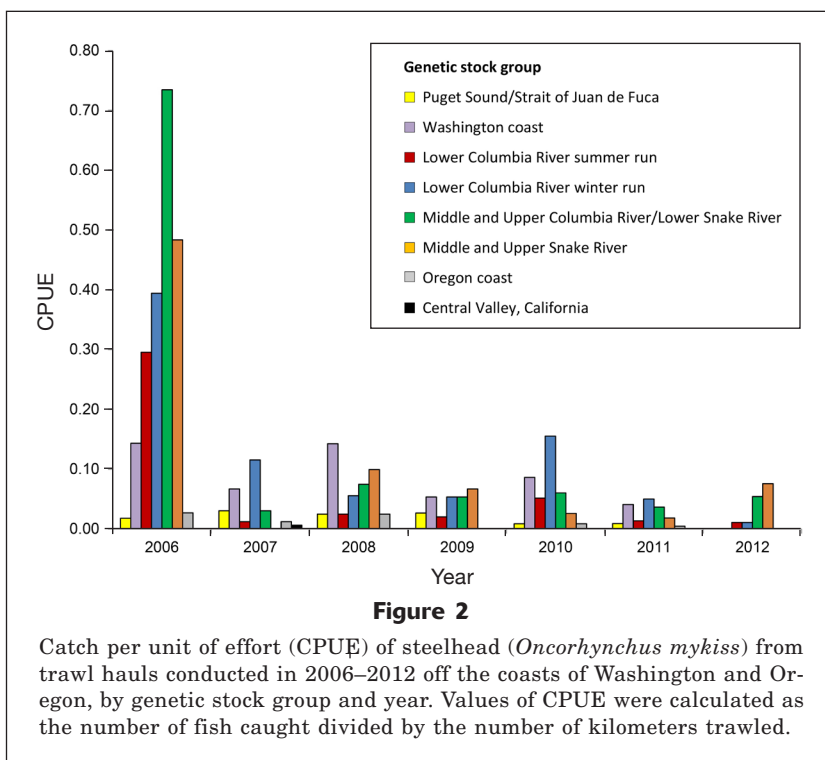 0.80
0.70
0.60
0.50
0.40
0.30
0.20
0.10
0.00
CPUE
Genetic stock group
Puget Sound/Strait of Juan de Fuca
Washington coast
Lower Columbia River summer run
Lower Columbia River winter run
Middle and Upper Columbia River/Lower Snake River
Middle and Upper Snake River
Oregon coast
Central Valley, California
2006 2007 2008 2009 2010 2011 2012
Year
Figure 2
Catch per unit of effort (CPUE) of steelhead (Oncorhynchus mykiss) from
trawl hauls conducted in 2006–2012 off the coasts of Washington and Or-
egon, by genetic stock group and year. Values of CPUE were calculated as
the number of fish caught divided by the number of kilometers trawled.